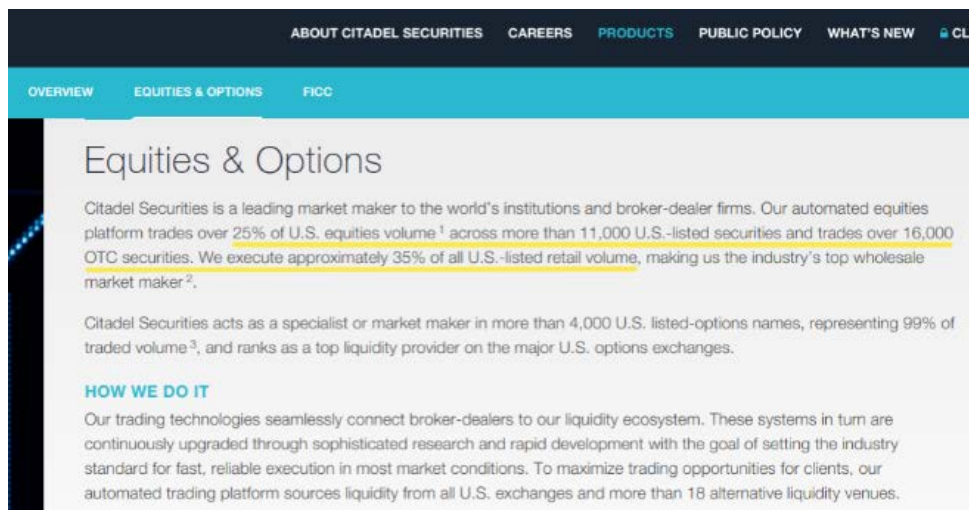 ABOUT CITADEL SECURITIES CAREERS PRODUCTS PUBLIC POLICY WHAT'S NEW CL
OVERVIEW EQUITIES & OPTIONS FICC
Equities & Options
Citadel Securities is a leading market maker to the world's institutions and broker-dealer firms. Our automated equities
platform trades over 25% of U.S. equities volume ¹ across more than 11,000 U.S.-listed securities and trades over 16,000
OTC securities. We execute approximately 35% of all U.S.-listed retail volume, making us the industry's top wholesale
market maker ².
Citadel Securities acts as a specialist or market maker in more than 4,000 U.S. listed-options names, representing 99% of
traded volume ³, and ranks as a top liquidity provider on the major U.S. options exchanges.
HOW WE DO IT
Our trading technologies seamlessly connect broker-dealers to our liquidity ecosystem. These systems in turn are
continuously upgraded through sophisticated research and rapid development with the goal of setting the industry
standard for fast, reliable execution in most market conditions. To maximize trading opportunities for clients, our
automated trading platform sources liquidity from all U.S. exchanges and more than 18 alternative liquidity venues.